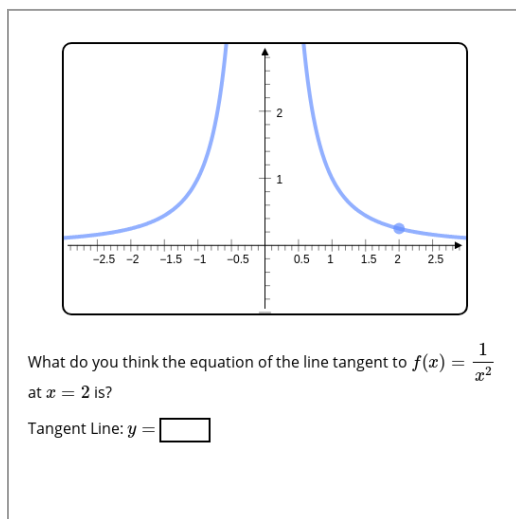 2
1
−2.5 −2 −1.5 −1 −0.5 0.5 1 1.5 2 2.5
What do you think the equation of the line tangent to f(x) = 1/x²
at x = 2 is?
Tangent Line: y =